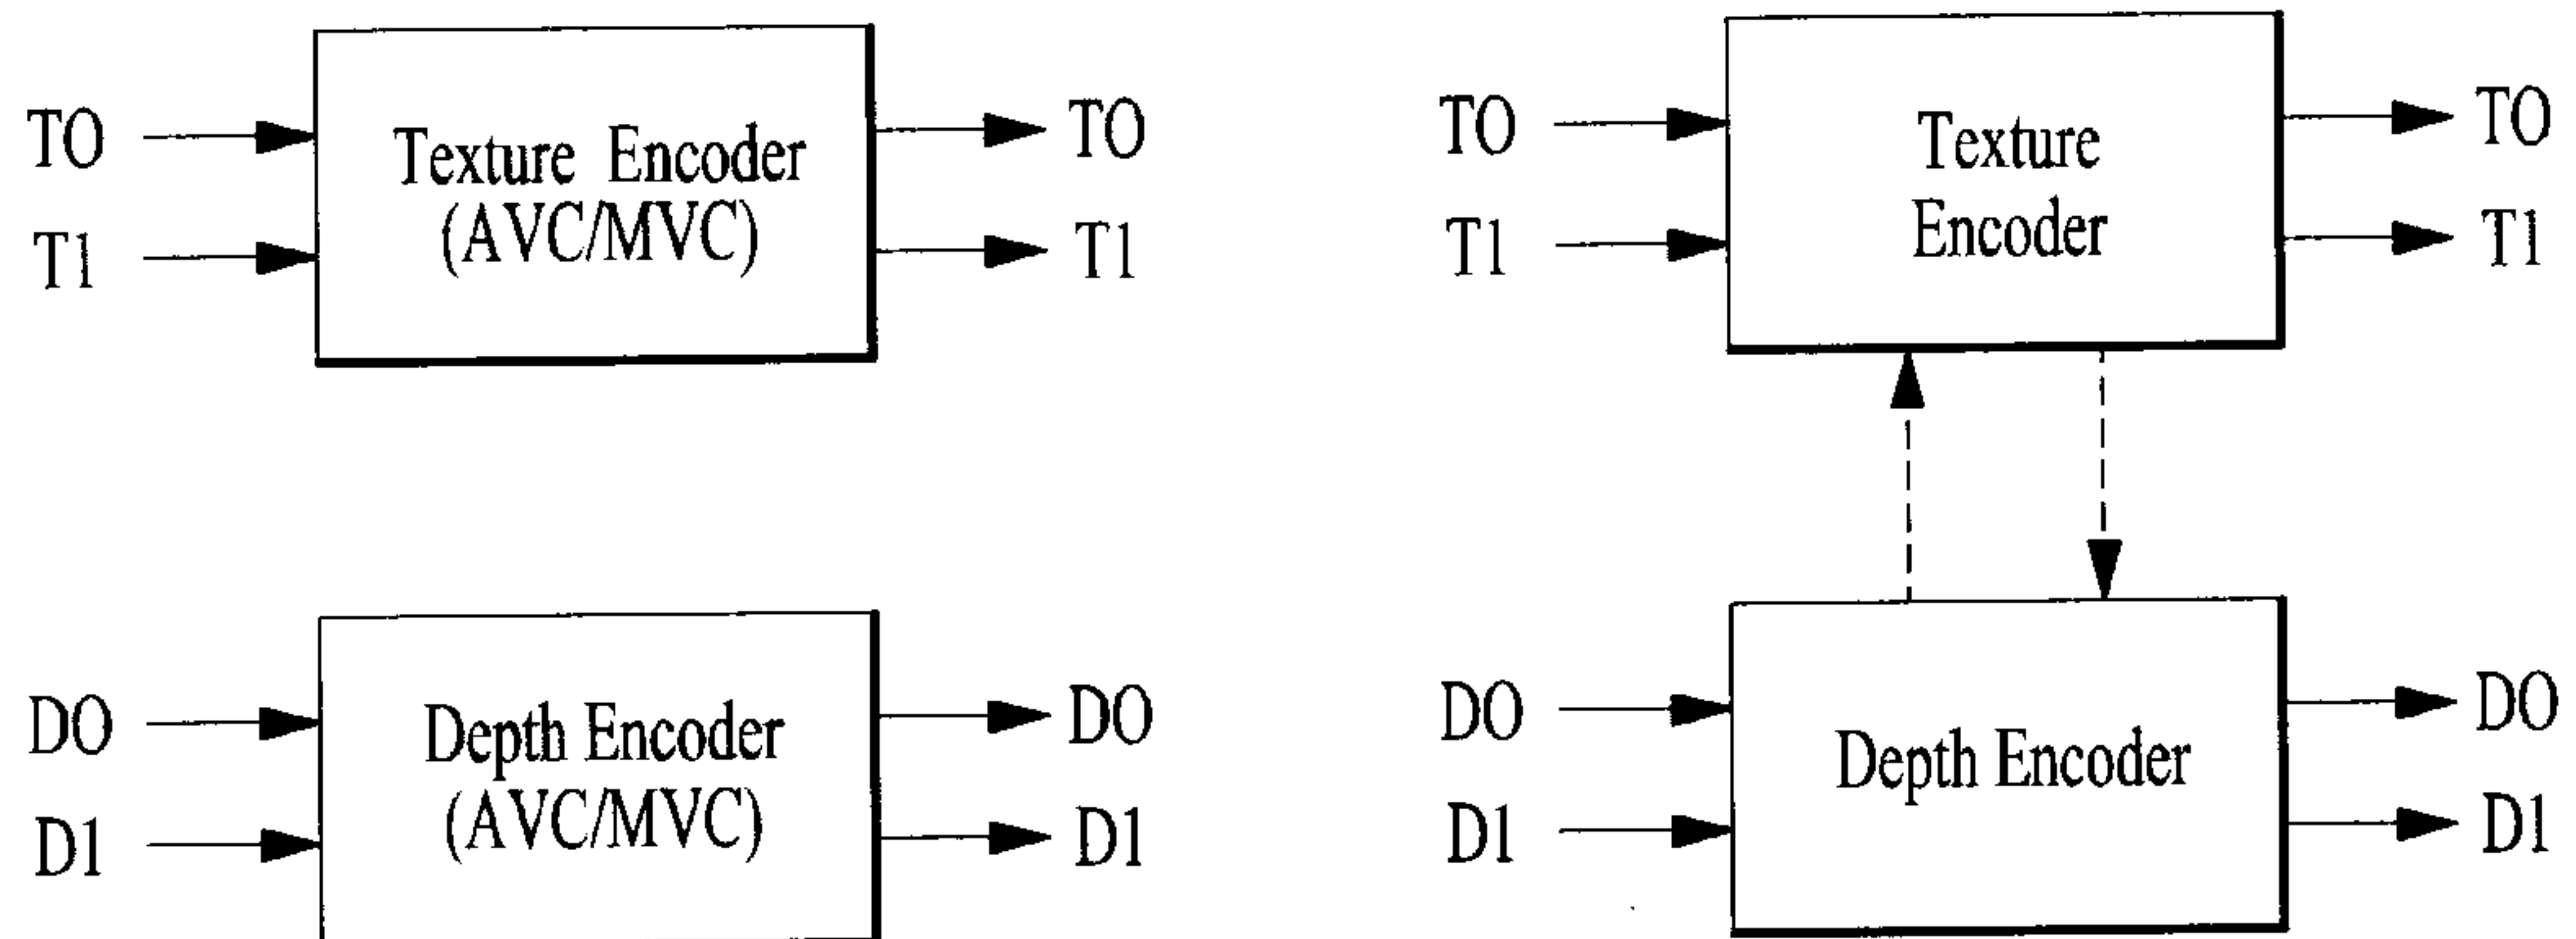 TO
T1
Texture Encoder
(AVC/MVC)
TO
T1
DO
D1
Depth Encoder
(AVC/MVC)
DO
D1
TO
T1
Texture
Encoder
TO
T1
DO
D1
Depth Encoder
DO
D1